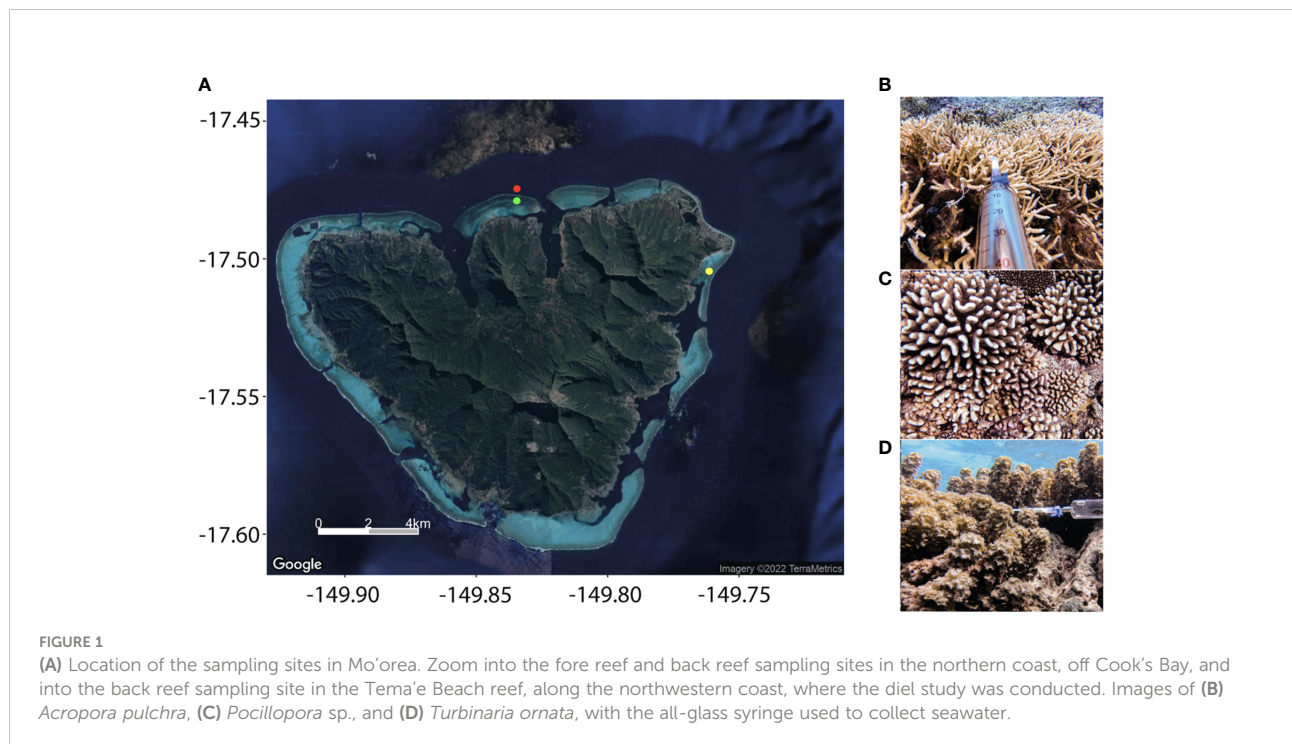 A
B
-17.45
-17.50
-17.55
-17.60
0 2 4km
Google
Imagery ©2022 TerraMetrics
-149.90 -149.85 -149.80 -149.75
10
20
30
40
C
D
FIGURE 1
(A) Location of the sampling sites in Mo’orea. Zoom into the fore reef and back reef sampling sites in the northern coast, off Cook’s Bay, and
into the back reef sampling site in the Tema’e Beach reef, along the northwestern coast, where the diel study was conducted. Images of (B)
Acropora pulchra, (C) Pocillopora sp., and (D) Turbinaria ornata, with the all-glass syringe used to collect seawater.